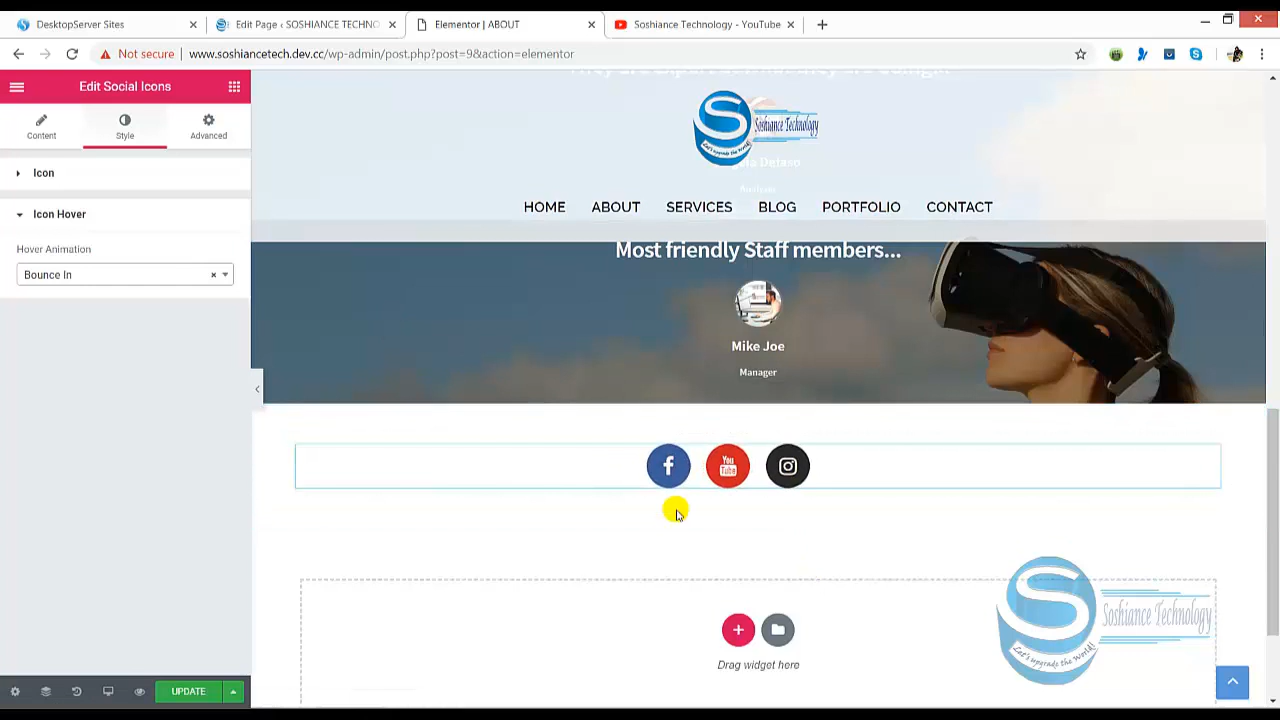 DesktopServer Sites
Edit Page ‹ SOSHIANCE TECHNO
Elementor | ABOUT
Soshiance Technology - YouTube
Not secure
www.soshiancetech.dev.cc/wp-admin/post.php?post=9&action=elementor
Edit Social Icons
Content
Style
Advanced
Icon
Icon Hover
Hover Animation
Bounce In
UPDATE
S
Soshiance Technology
Let's upgrade the World!
HOME
ABOUT
SERVICES
BLOG
PORTFOLIO
CONTACT
Most friendly Staff members...
Mike Joe
Manager
You
Tube
Drag widget here
S
Soshiance Technology
Let's upgrade the World!